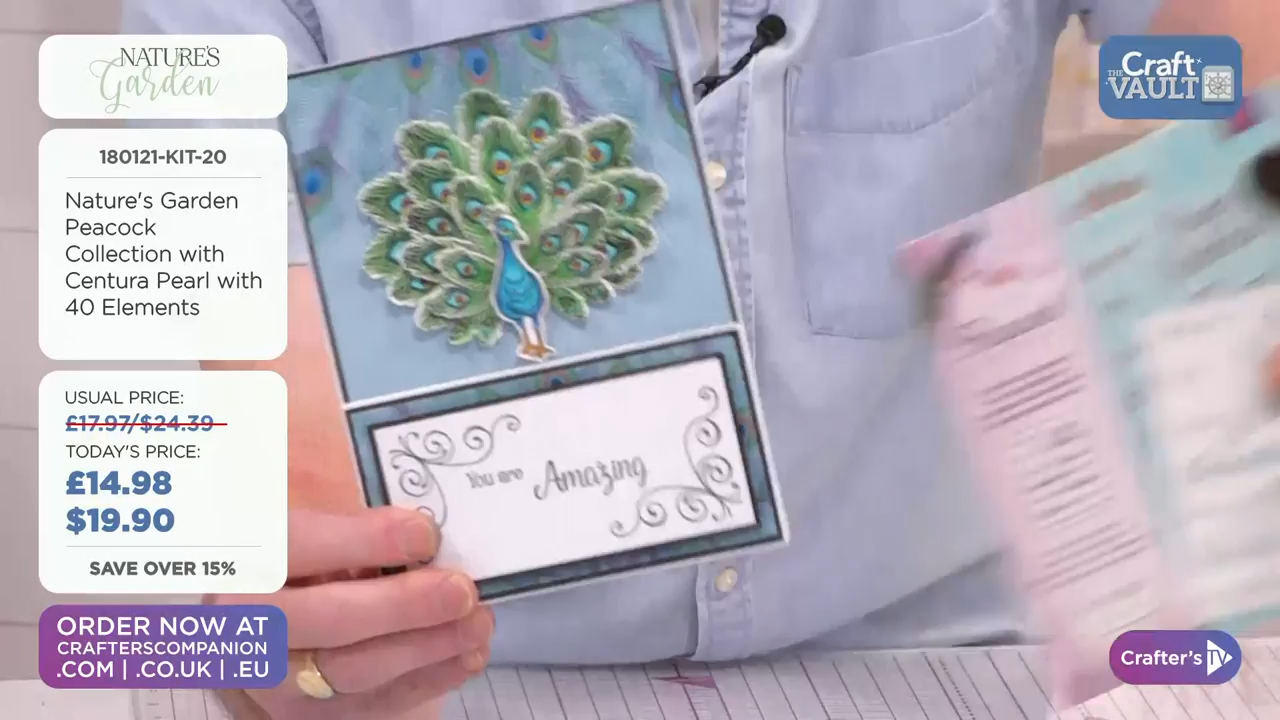 NATURE'S
Garden
180121-KIT-20
Nature's Garden
Peacock
Collection with
Centura Pearl with
40 Elements
USUAL PRICE:
£17.97/$24.39
TODAY'S PRICE:
£14.98
$19.90
SAVE OVER 15%
ORDER NOW AT
CRAFTERSCOMPANION
.COM | .CO.UK | .EU
You are Amazing
THE Craft
VAULT
Crafter's TV